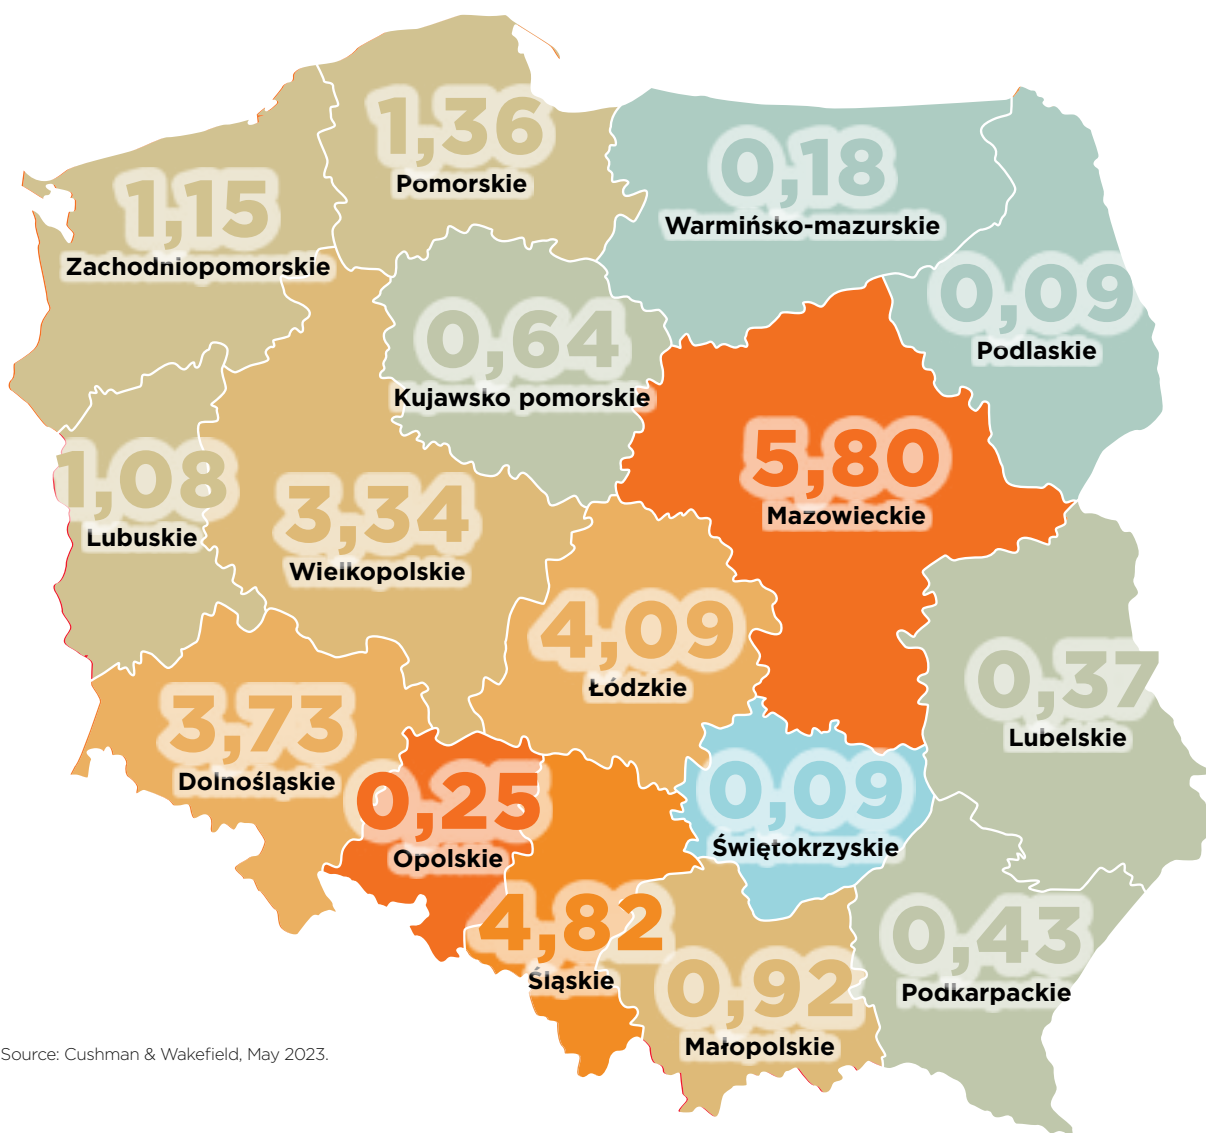 1,36
Pomorskie
0,18
Warmińsko-mazurskie
1,15
Zachodniopomorskie
0,09
Podlaskie
0,64
Kujawsko pomorskie
5,80
Mazowieckie
1,08
Lubuskie
3,34
Wielkopolskie
4,09
Łódzkie
0,37
Lubelskie
3,73
Dolnośląskie
0,25
Opolskie
0,09
Świętokrzyskie
4,82
Śląskie
0,43
Podkarpackie
0,92
Małopolskie
Source: Cushman & Wakefield, May 2023.